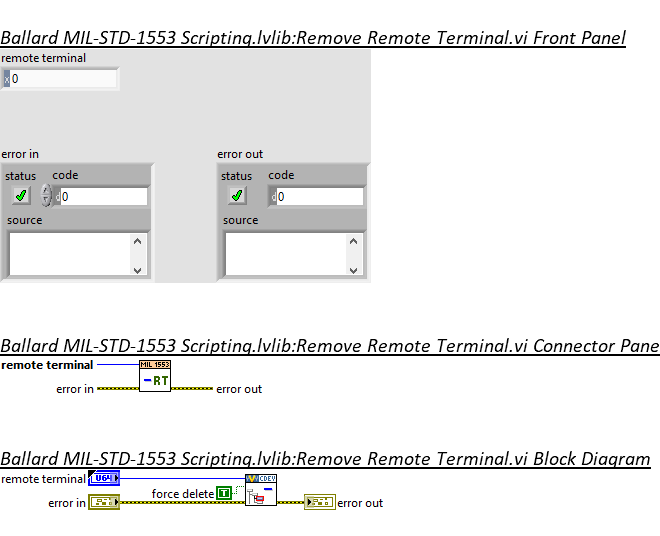 Ballard MIL-STD-1553 Scripting.lvlib:Remove Remote Terminal.vi Front Panel
remote terminal
x 0
error in
error out
status code
status code
d 0
d 0
source
source
Ballard MIL-STD-1553 Scripting.lvlib:Remove Remote Terminal.vi Connector Pane
remote terminal
MIL 1553
-RT
error in
error out
Ballard MIL-STD-1553 Scripting.lvlib:Remove Remote Terminal.vi Block Diagram
remote terminal
U64
CDEV
force delete
T
error in
error out